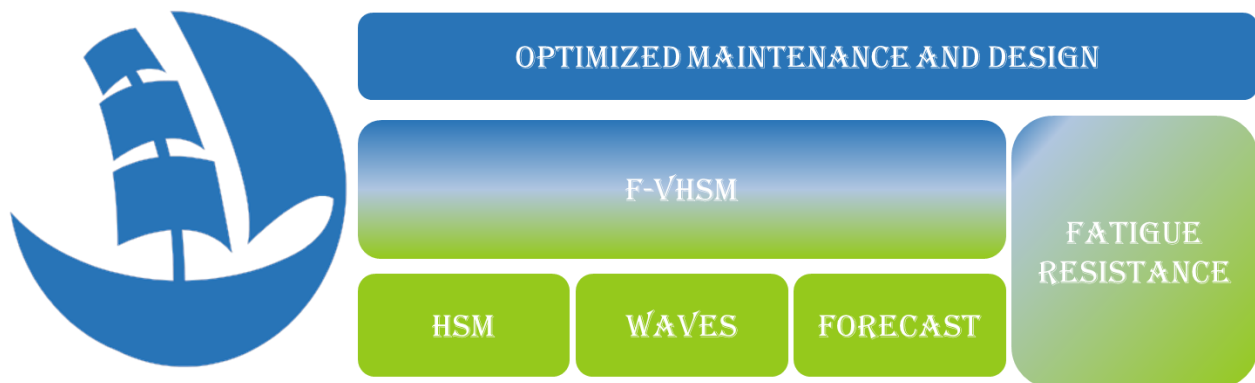 OPTIMIZED MAINTENANCE AND DESIGN
F-VHSM
FATIGUE
RESISTANCE
HSM
WAVES
FORECAST